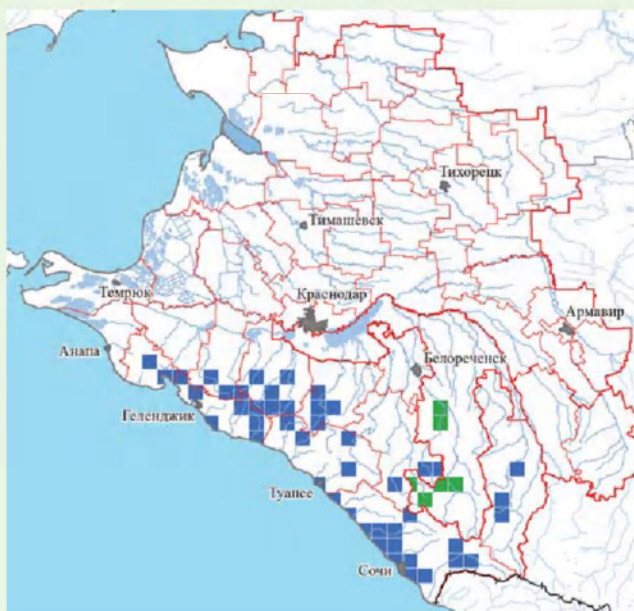 Тихорецк
Тимашевск
Темрюк
Краснодар
Армавир
Анапа
Белореченск
Геленджик
Туапсе
Сочи